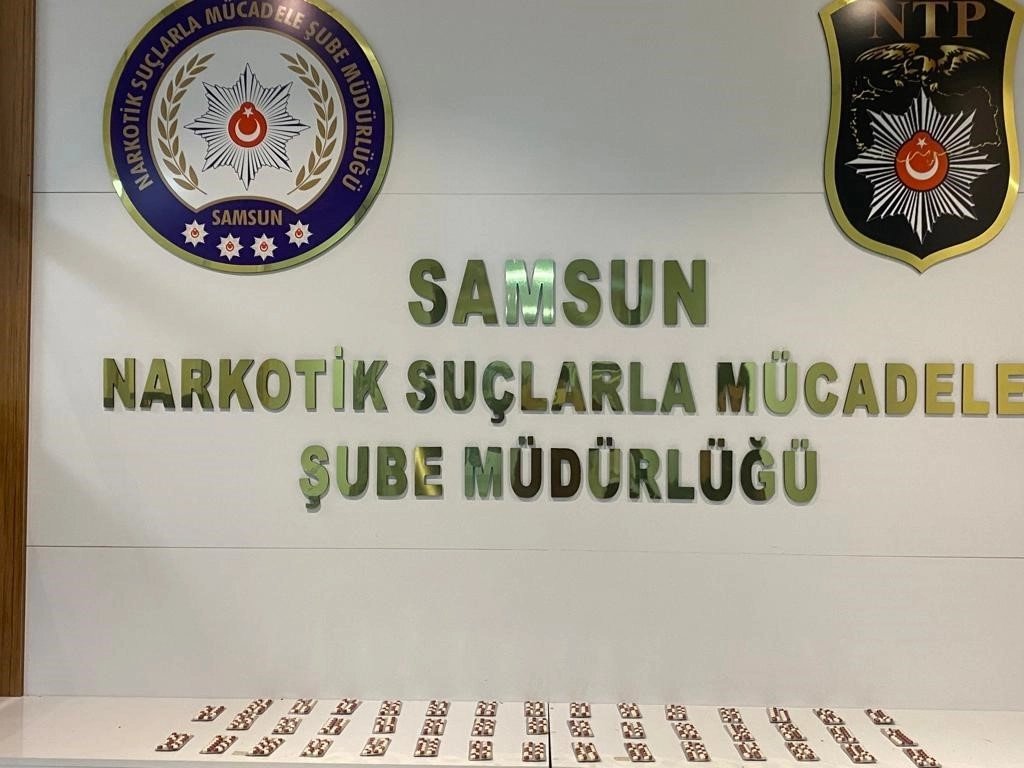 NARKOTİK SUÇLARLA MÜCADELE ŞUBE MÜDÜRLÜĞÜ
SAMSUN
NTP
SAMSUN
NARKOTİK SUÇLARLA MÜCADELE
ŞUBE MÜDÜRLÜĞÜ